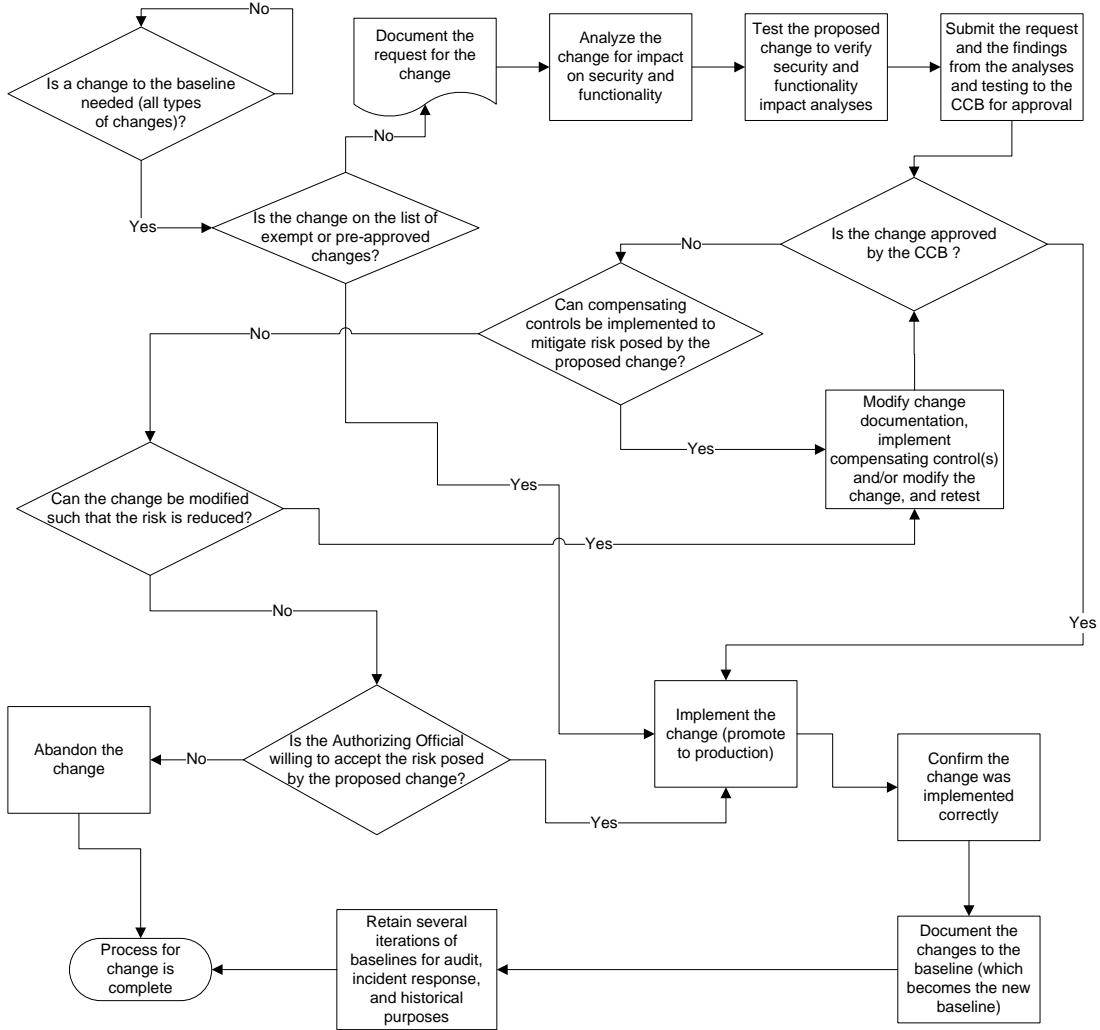 No
Is a change to the baseline
needed (all types
of changes)?
Yes
Document the
request for the
change
Analyze the
change for impact
on security and
functionality
Test the proposed
change to verify
security and
functionality
impact analyses
Submit the request
and the findings
from the analyses
and testing to the
CCB for approval
No
Is the change on the list of
exempt or pre-approved
changes?
Is the change approved
by the CCB ?
No
Can compensating
controls be implemented to
mitigate risk posed by the
proposed change?
No
Yes
Modify change
documentation,
implement
compensating control(s)
and/or modify the
change, and retest
Yes
Can the change be modified
such that the risk is reduced?
Yes
No
Yes
Is the Authorizing Official
willing to accept the risk posed
by the proposed change?
No
Yes
Abandon the
change
Implement the
change (promote
to production)
Confirm the
change was
implemented
correctly
Document the
changes to the
baseline (which
becomes the new
baseline)
Retain several
iterations of
baselines for audit,
incident response,
and historical
purposes
Process for
change is
complete